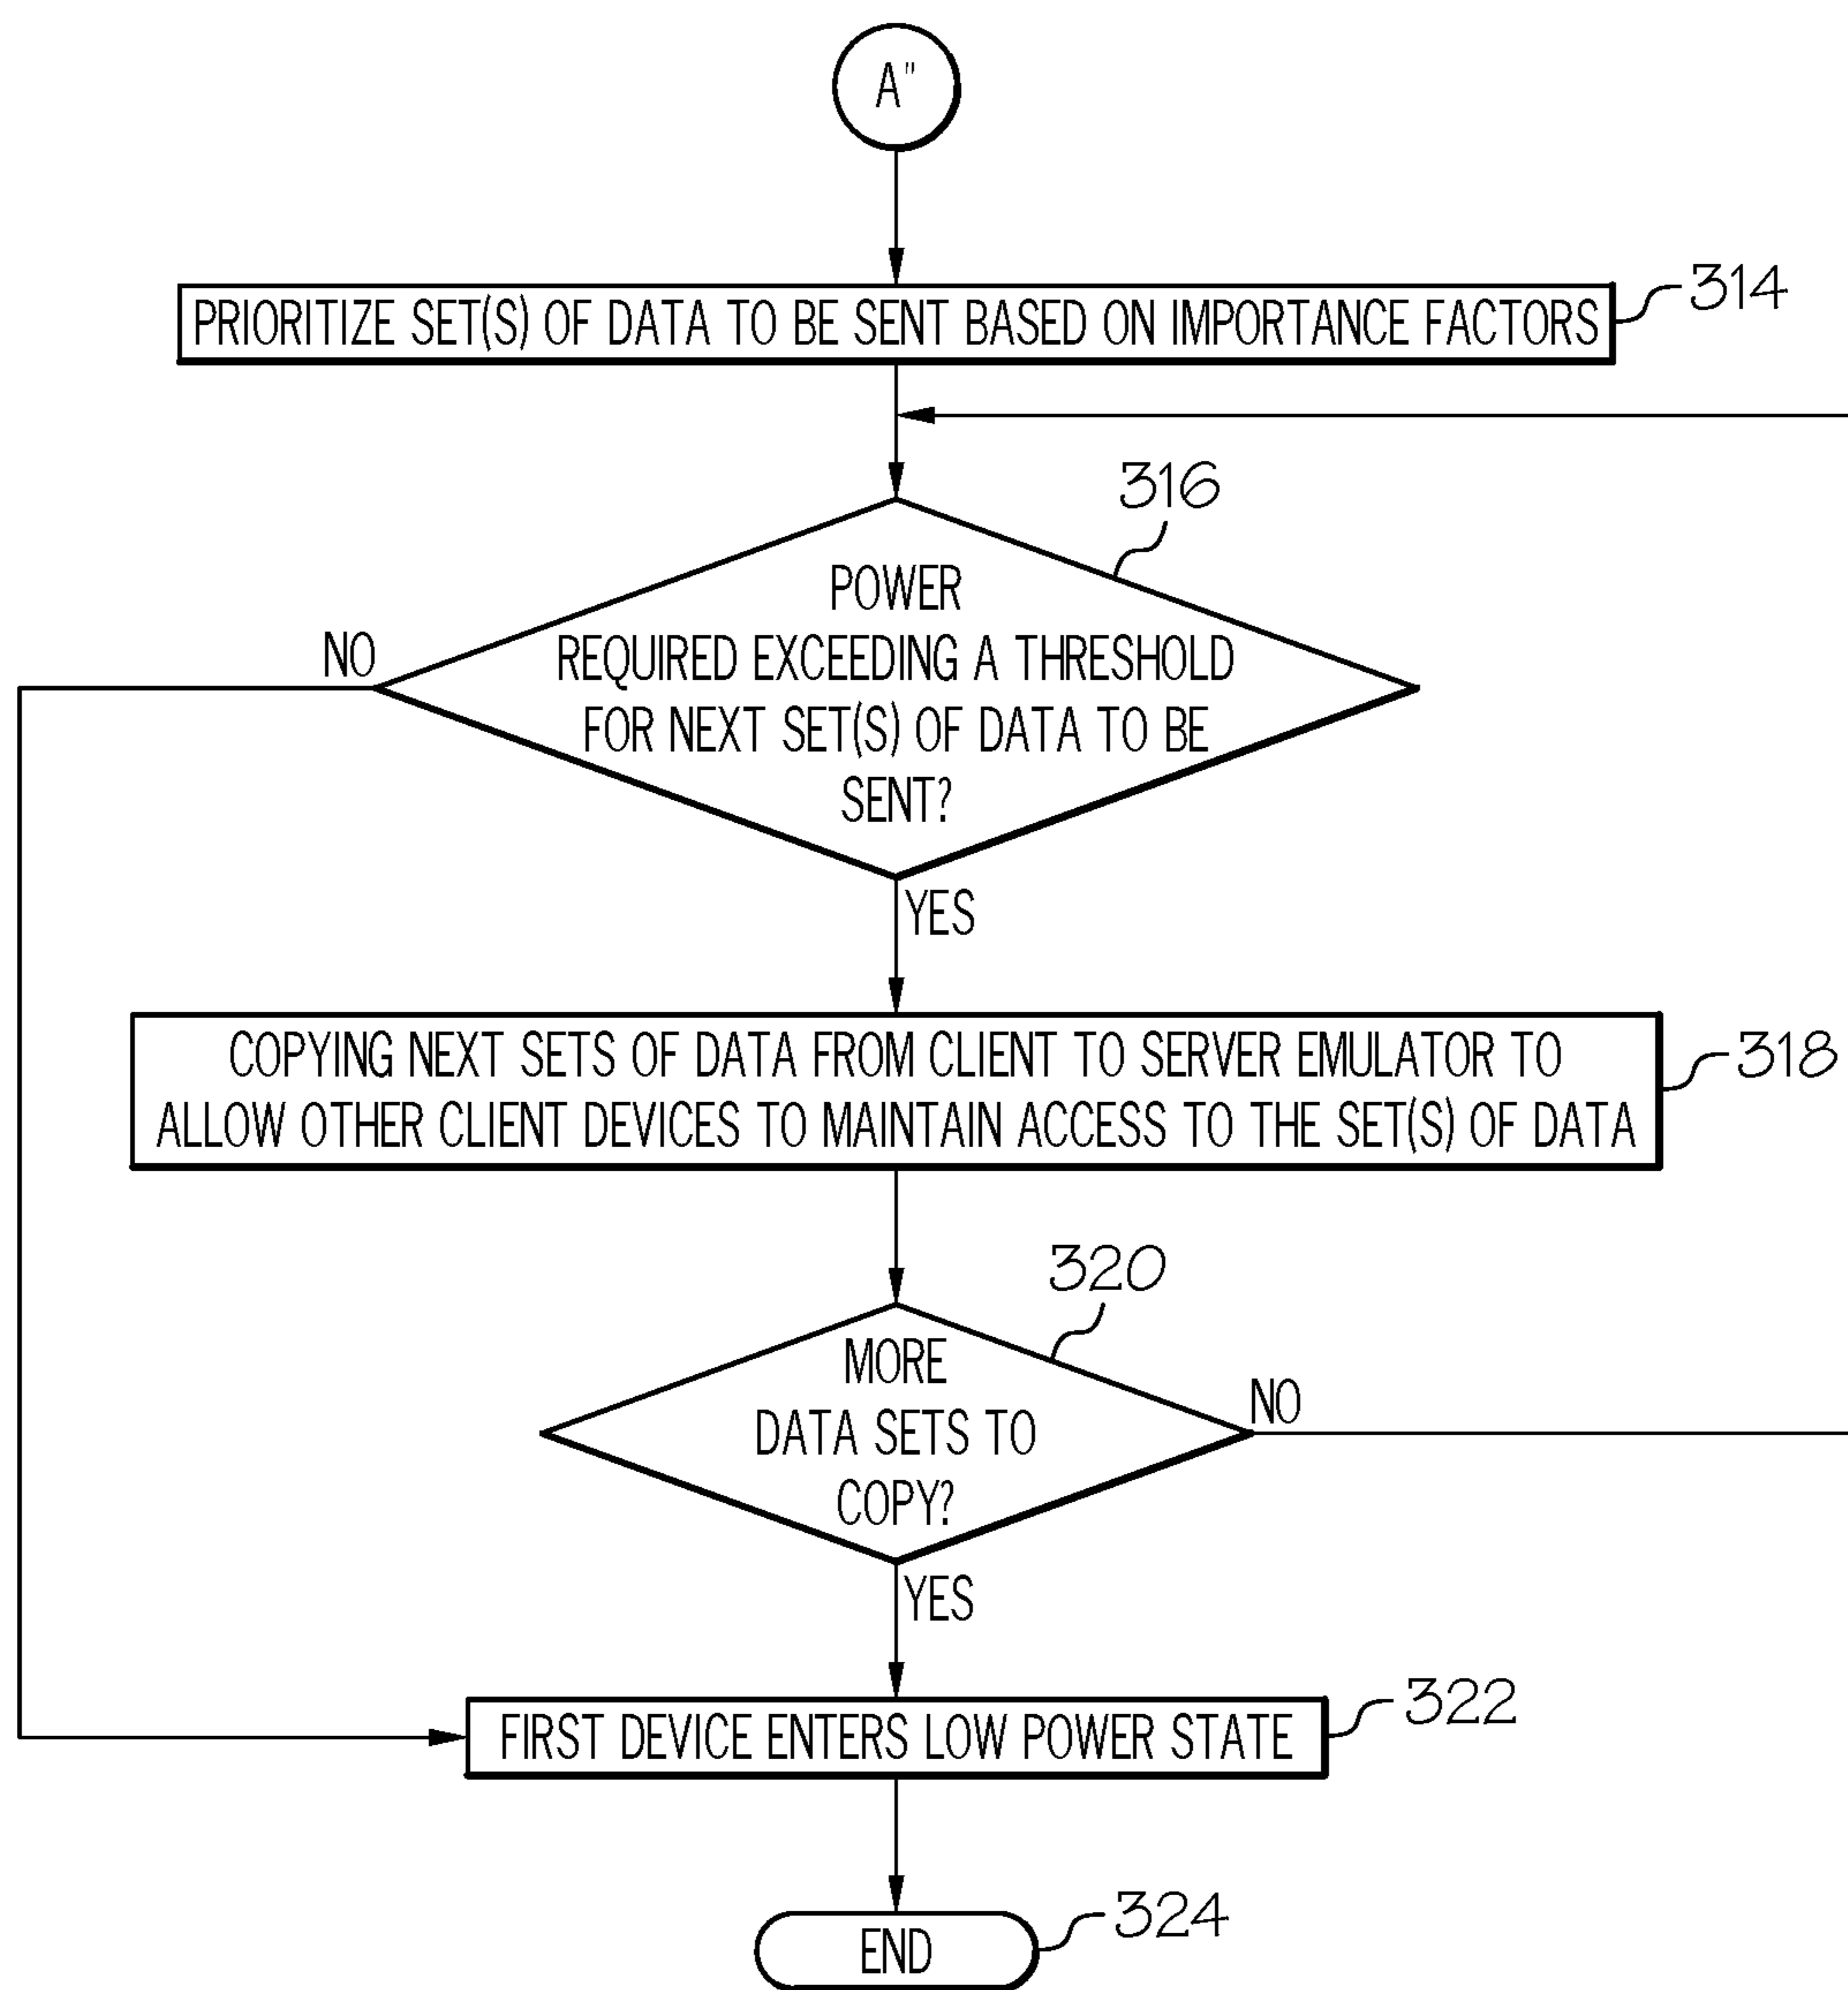 A"
PRIORITIZE SET(S) OF DATA TO BE SENT BASED ON IMPORTANCE FACTORS
314
316
POWER
REQUIRED EXCEEDING A THRESHOLD
FOR NEXT SET(S) OF DATA TO BE
SENT?
NO
YES
COPYING NEXT SETS OF DATA FROM CLIENT TO SERVER EMULATOR TO
ALLOW OTHER CLIENT DEVICES TO MAINTAIN ACCESS TO THE SET(S) OF DATA
318
320
MORE
DATA SETS TO
COPY?
NO
YES
FIRST DEVICE ENTERS LOW POWER STATE
322
END
324